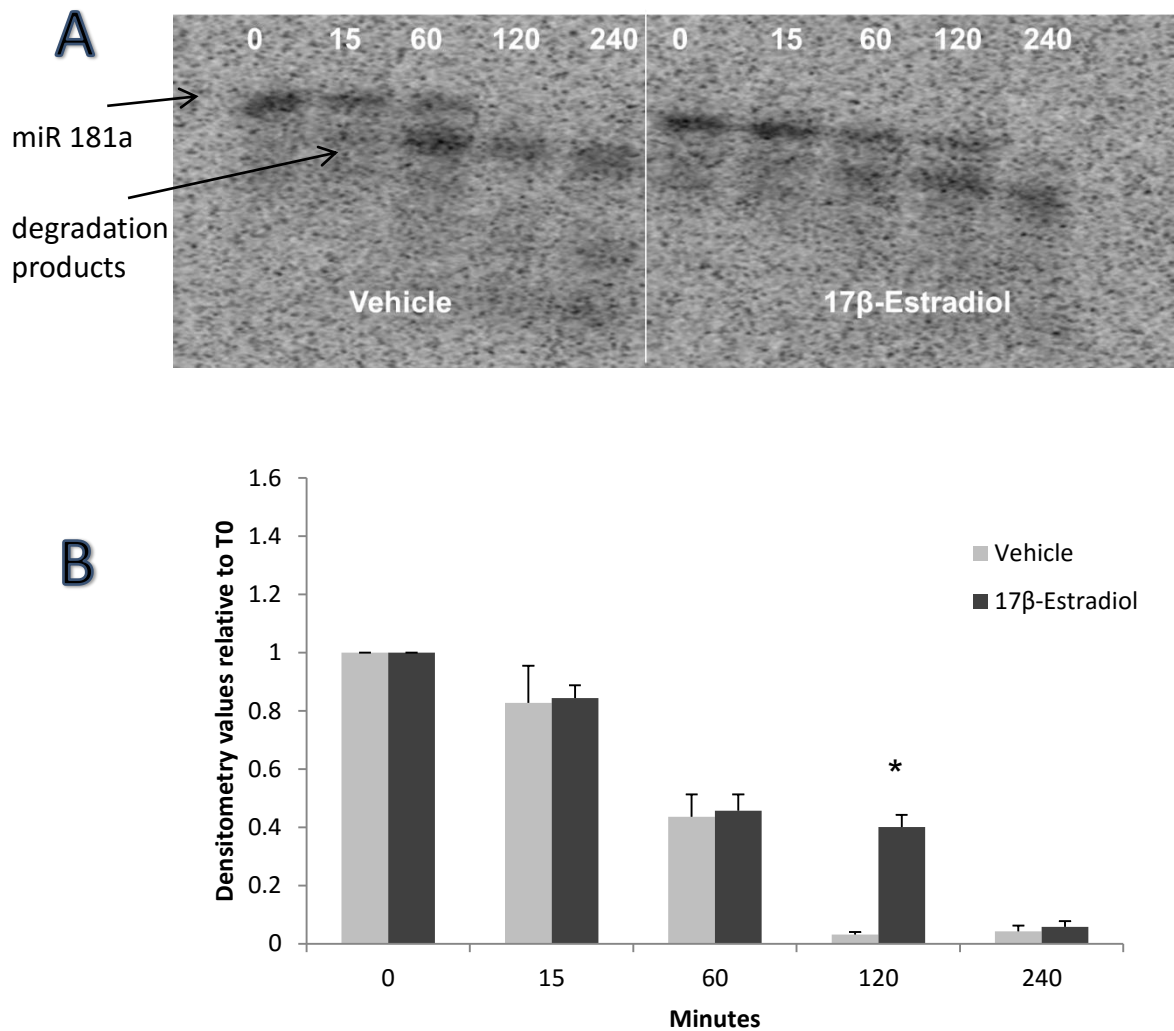 A
0 15 60 120 240 0 15 60 120 240
miR 181a
degradation
products
Vehicle 17β-Estradiol
B
Densitometry values relative to T0
1.6
1.4
1.2
1
0.8
0.6
0.4
0.2
0
*
Vehicle
17β-Estradiol
0 15 60 120 240
Minutes